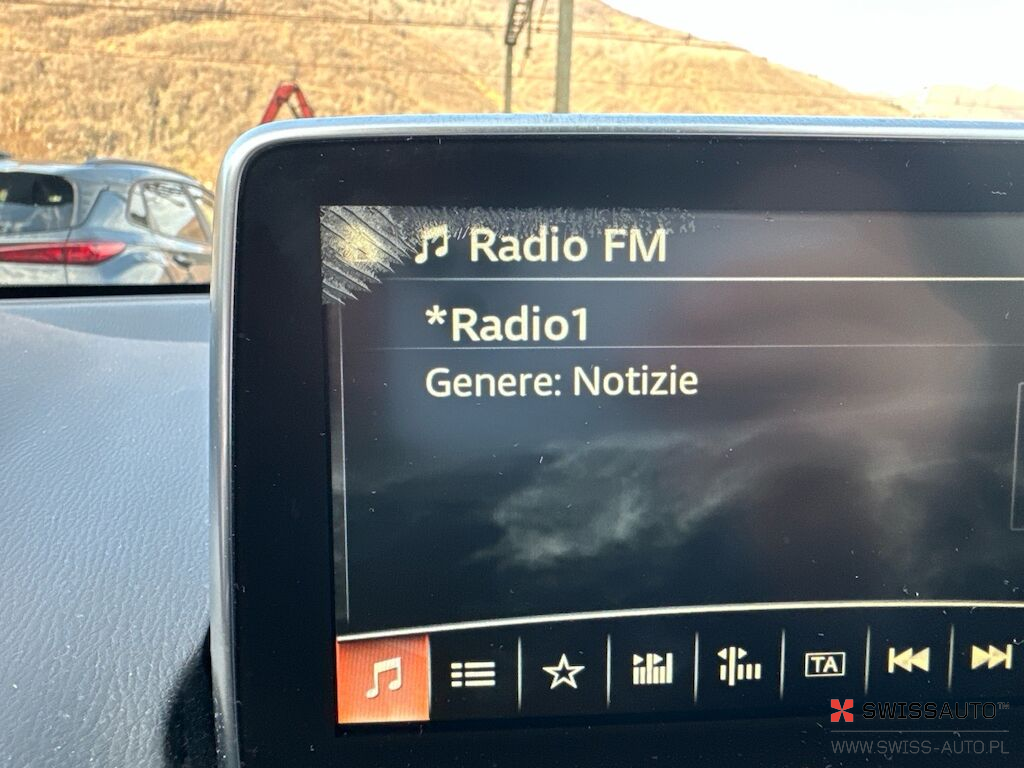 Radio FM
*Radio1
Genere: Notizie
TA
SWISSAUTO™
WWW.SWISS-AUTO.PL